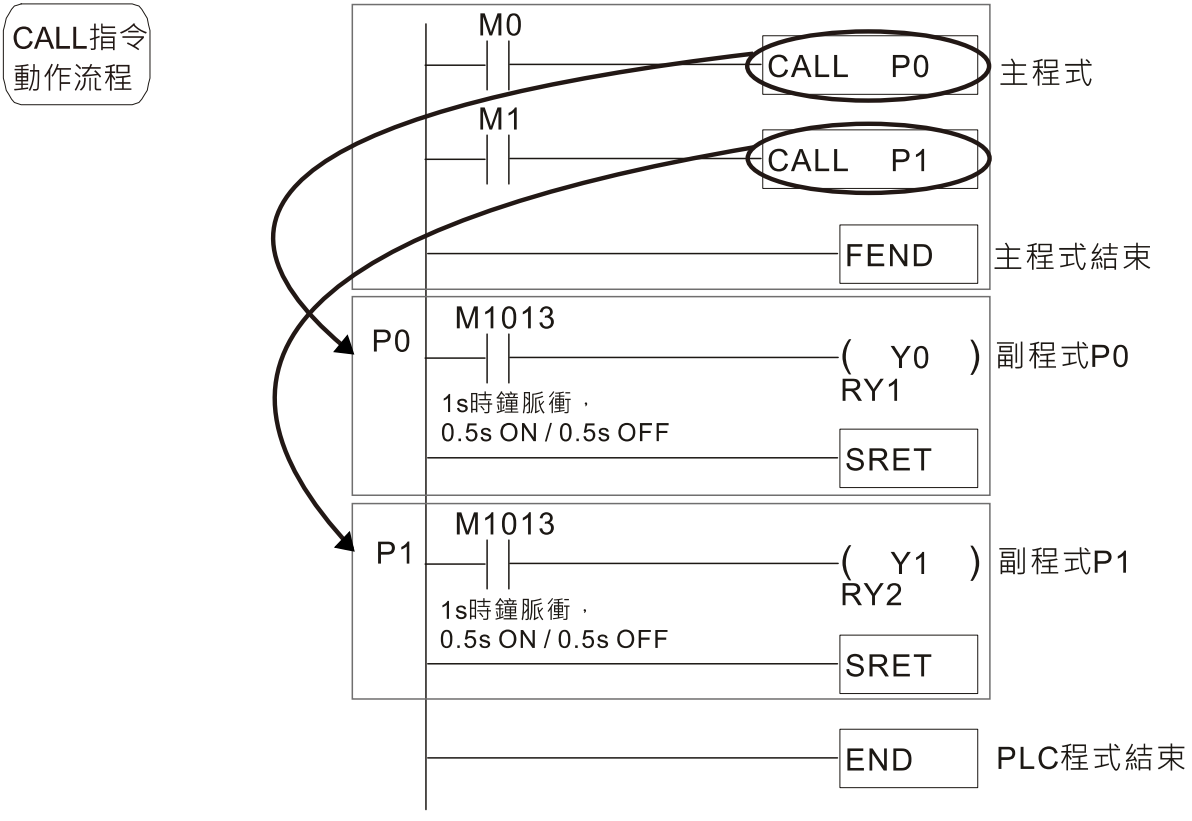 CALL指令
動作流程
M0
CALL P0
主程式
M1
CALL P1
FEND
主程式結束
P0
M1013
( Y0 )
副程式P0
RY1
1s時鐘脈衝，
0.5s ON / 0.5s OFF
SRET
P1
M1013
( Y1 )
副程式P1
RY2
1s時鐘脈衝，
0.5s ON / 0.5s OFF
SRET
END
PLC程式結束